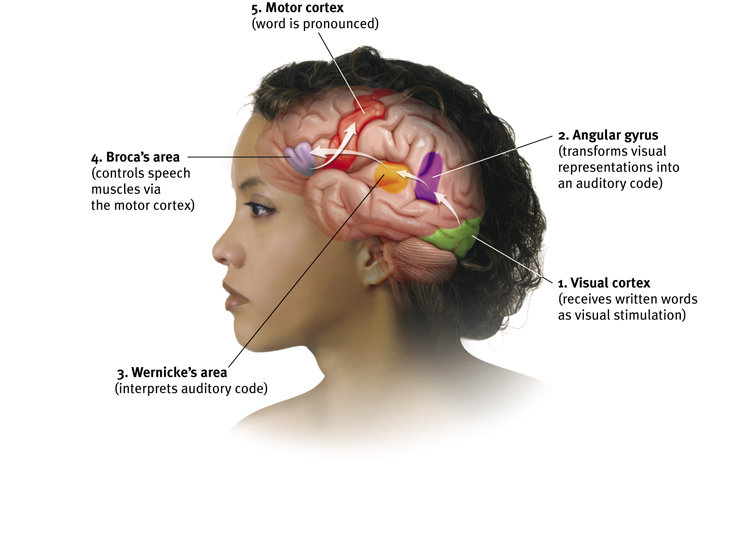 5. Motor cortex
(word is pronounced)
2. Angular gyrus
(transforms visual
representations into
an auditory code)
4. Broca’s area
(controls speech
muscles via
the motor cortex)
1. Visual cortex
(receives written words
as visual stimulation)
3. Wernicke’s area
(interprets auditory code)